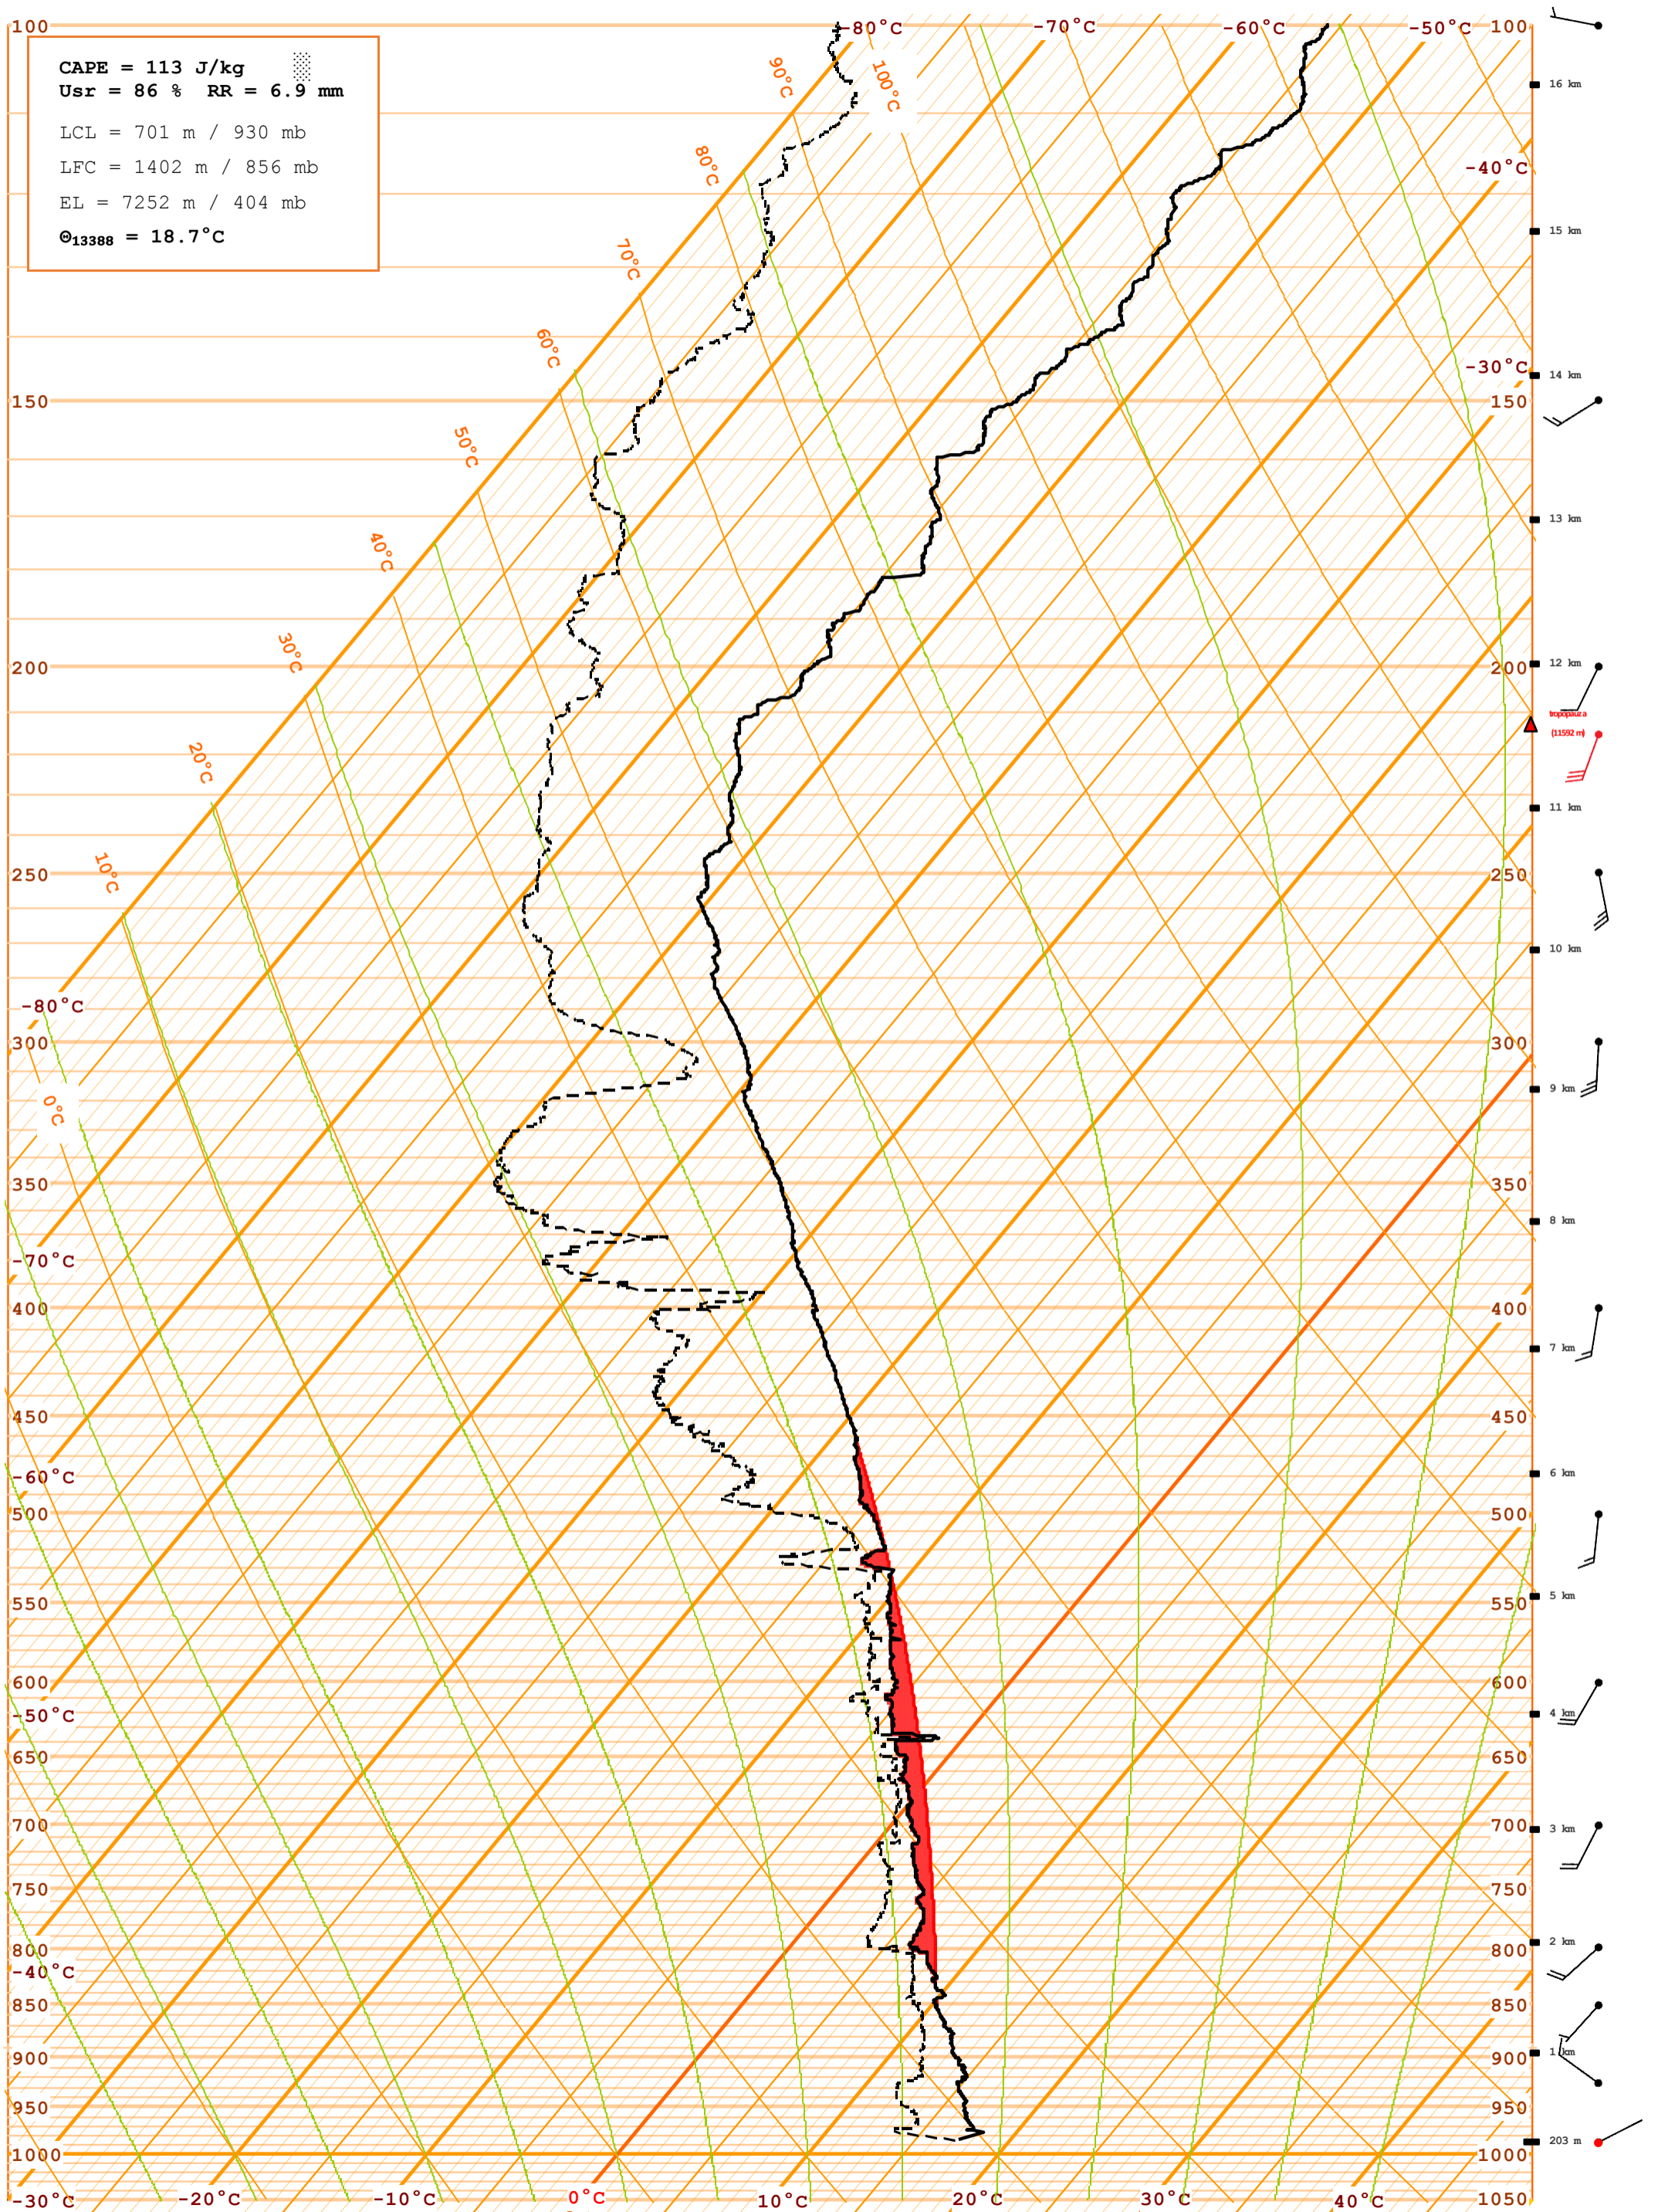 100 -80°C -70°C -60°C -50°C 100
CAPE = 113 J/kg
Usr = 86 % RR = 6.9 mm
LCL = 701 m / 930 mb
LFC = 1402 m / 856 mb
EL = 7252 m / 404 mb
Θ13388 = 18.7°C
90°C 100°C
16 km
80°C -40°C
15 km
70°C
60°C -30°C
14 km
150 150
50°C
13 km
40°C
30°C
200 200
12 km
tropopauza
(11592 m)
20°C
11 km
10°C
250 250
10 km
-80°C
300 300
9 km
0°C
350 350
8 km
-70°C
400 400
7 km
450 450
-60°C
6 km
500 500
5 km
550 550
600 600
-50°C
4 km
650 650
700 700
3 km
750 750
2 km
800 800
-40°C
850 850
1 km
900 900
950 950
203 m
1000 1000
-30°C -20°C -10°C 0°C 10°C 20°C 30°C 40°C 1050